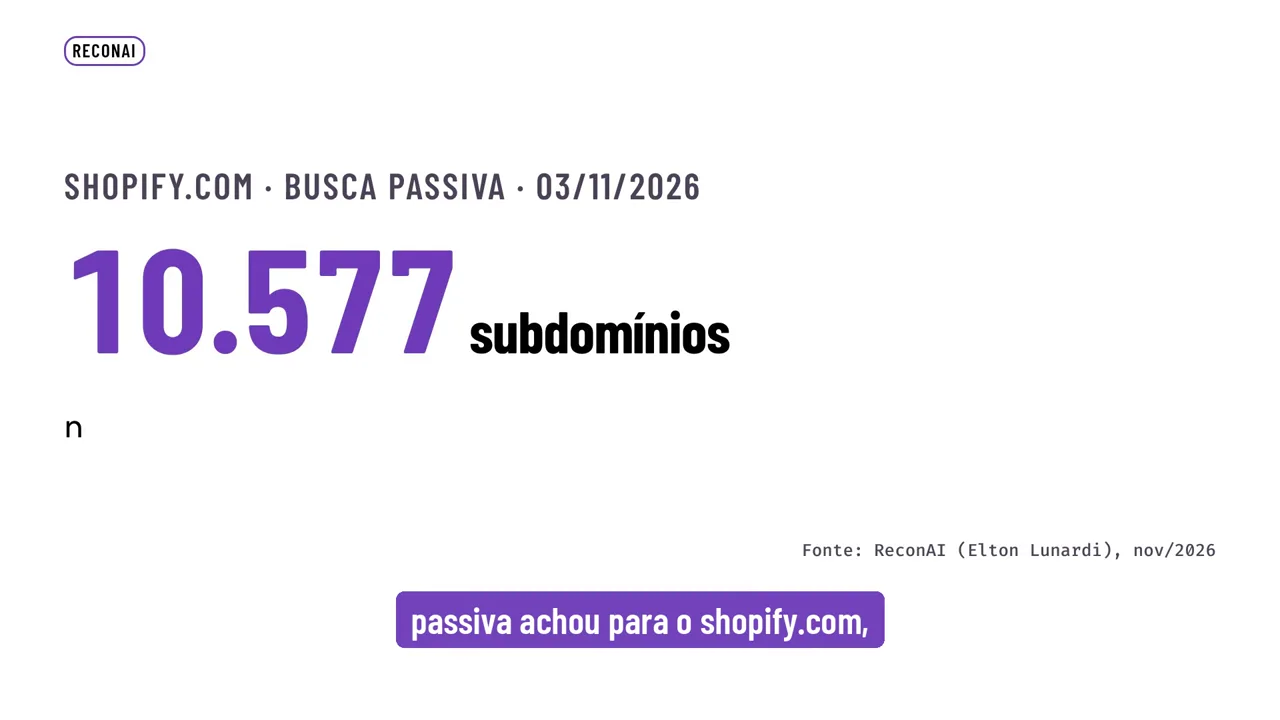 RECONAI
SHOPIFY.COM · BUSCA PASSIVA · 03/11/2026
10.577 subdomínios
n
Fonte: ReconAI (Elton Lunardi), nov/2026
passiva achou para o shopify.com,